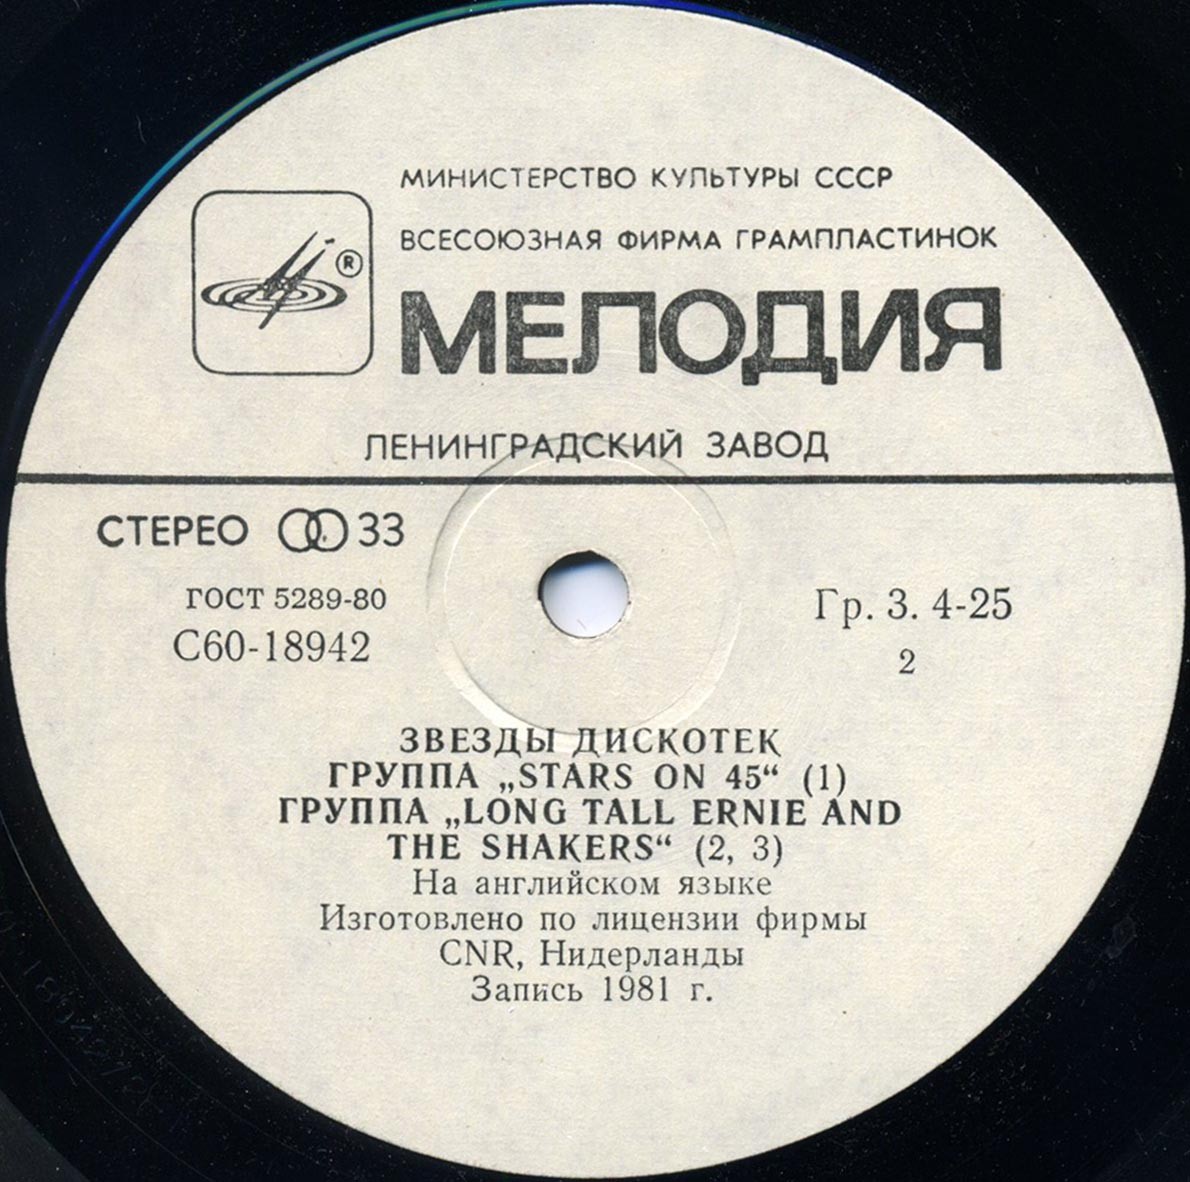 МИНИСТЕРСТВО КУЛЬТУРЫ СССР
ВСЕСОЮЗНАЯ ФИРМА ГРАМПЛАСТИНОК
®
МЕЛОДИЯ
ЛЕНИНГРАДСКИЙ ЗАВОД
СТЕРЕО 33
ГОСТ 5289-80
Гр. 3. 4-25
С60-18942
2
ЗВЕЗДЫ ДИСКОТЕК
ГРУППА „STARS ON 45“ (1)
ГРУППА „LONG TALL ERNIE AND
THE SHAKERS“ (2, 3)
На английском языке
Изготовлено по лицензии фирмы
CNR, Нидерланды
Запись 1981 г.